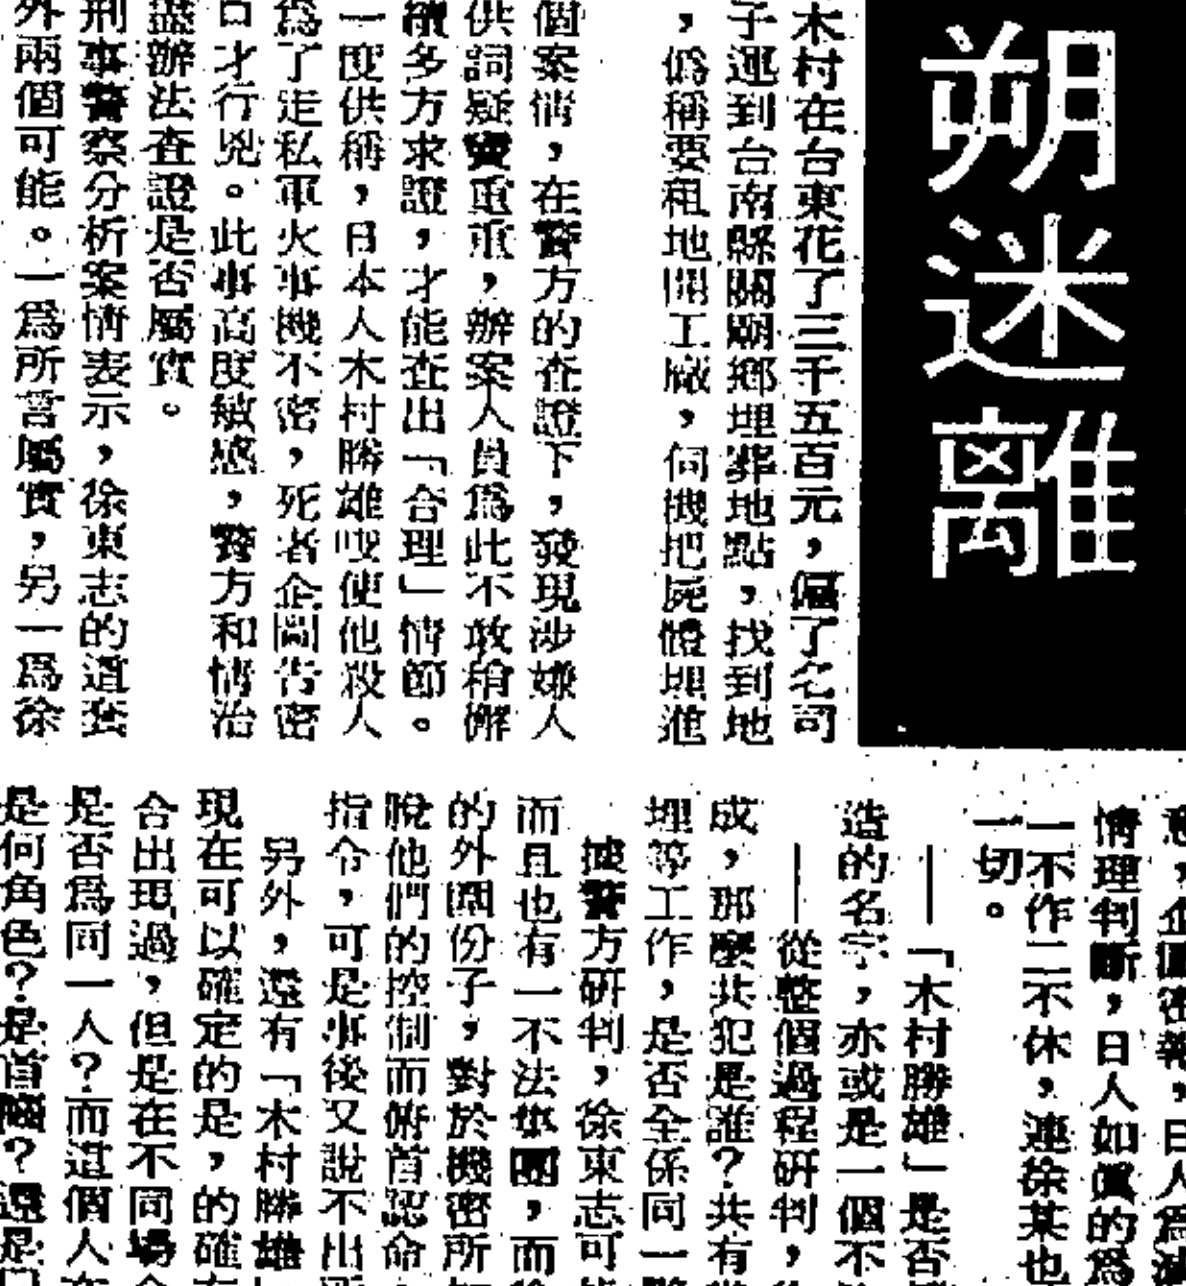 朔迷離
木村在台東花了三千五百元，僱了名司
子運到台南縣關廟鄉埋葬地點，找到地
，僞稱要租地開工廠，伺機把屍體埋進
個案情，在警方的查證下，發現涉嫌人
供詞疑竇重重，辦案人員爲此不敢稍懈
續多方求證，才能查出「合理」情節。
一度供稱，日本人木村勝雄唆使他殺人
爲了走私軍火事機不密，死者企圖告密
口才行兇。此事高度敏感，警方和情治
盡辦法查證是否屬實。
刑事警察分析案情表示，徐東志的這套
外兩個可能。一爲所言屬實，另一爲徐
意，企圖密報，日人爲滅
情理判斷，日人如眞的爲
一不作二不休，連徐某也
一切。
——「木村勝雄」是否
造的名字，亦或是一個不
——從整個過程研判，
成，那麼共犯是誰？共有
埋等工作，是否全係同一
據警方研判，徐東志可
而且也有一不法集團，而
的外圍份子，對於機密所
脫他們的控制而俯首認命
指令，可是事後又說不出
另外，還有「木村勝雄
現在可以確定的是，的確
合出現過，但是在不同場
是否爲同一人？而這個人
是何角色？是首腦？還是